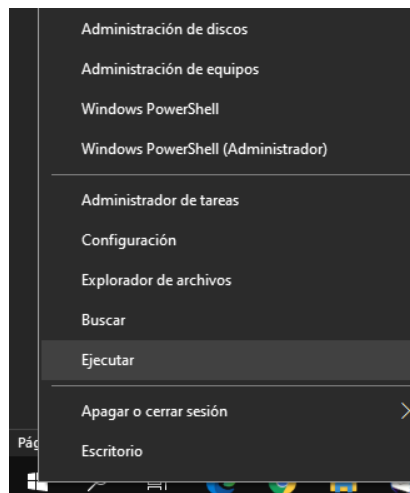 Administración de discos
Administración de equipos
Windows PowerShell
Windows PowerShell (Administrador)
Administrador de tareas
Configuración
Explorador de archivos
Buscar
Ejecutar
Apagar o cerrar sesión
Pág
Escritorio